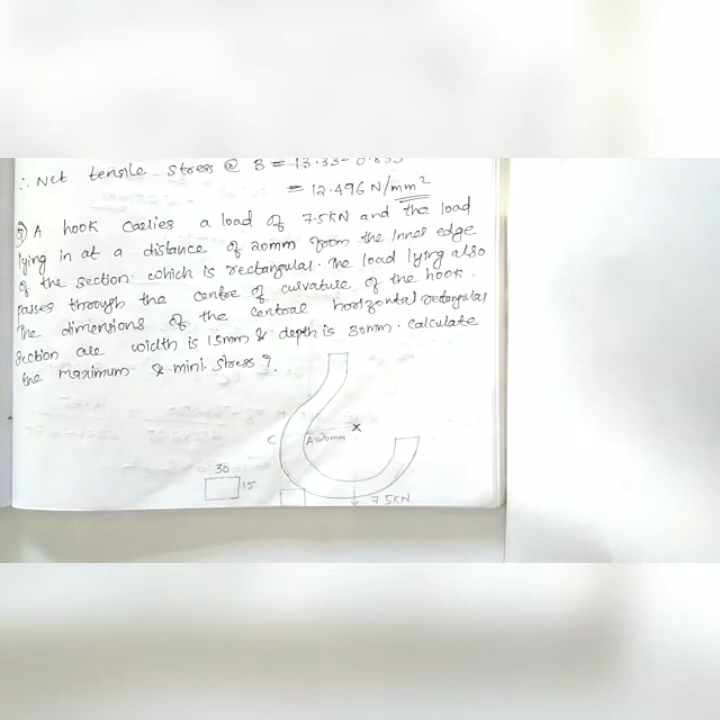 ∴ Net tensile stress @ B = 13.33 - 0.833
= 12.496 N/mm²
⑤ A hook carries a load of 7.5KN and the load
lying in at a distance of 20mm from the inner edge
of the section. which is rectangular. The load lying also
passes through the centre of curvature of the hook.
The dimensions of the central horizontal rectangular
section are width is 15mm & depth is 30mm. calculate
the maximum & mini. stress ?
x
C
A 20mm
30
15
7.5KN